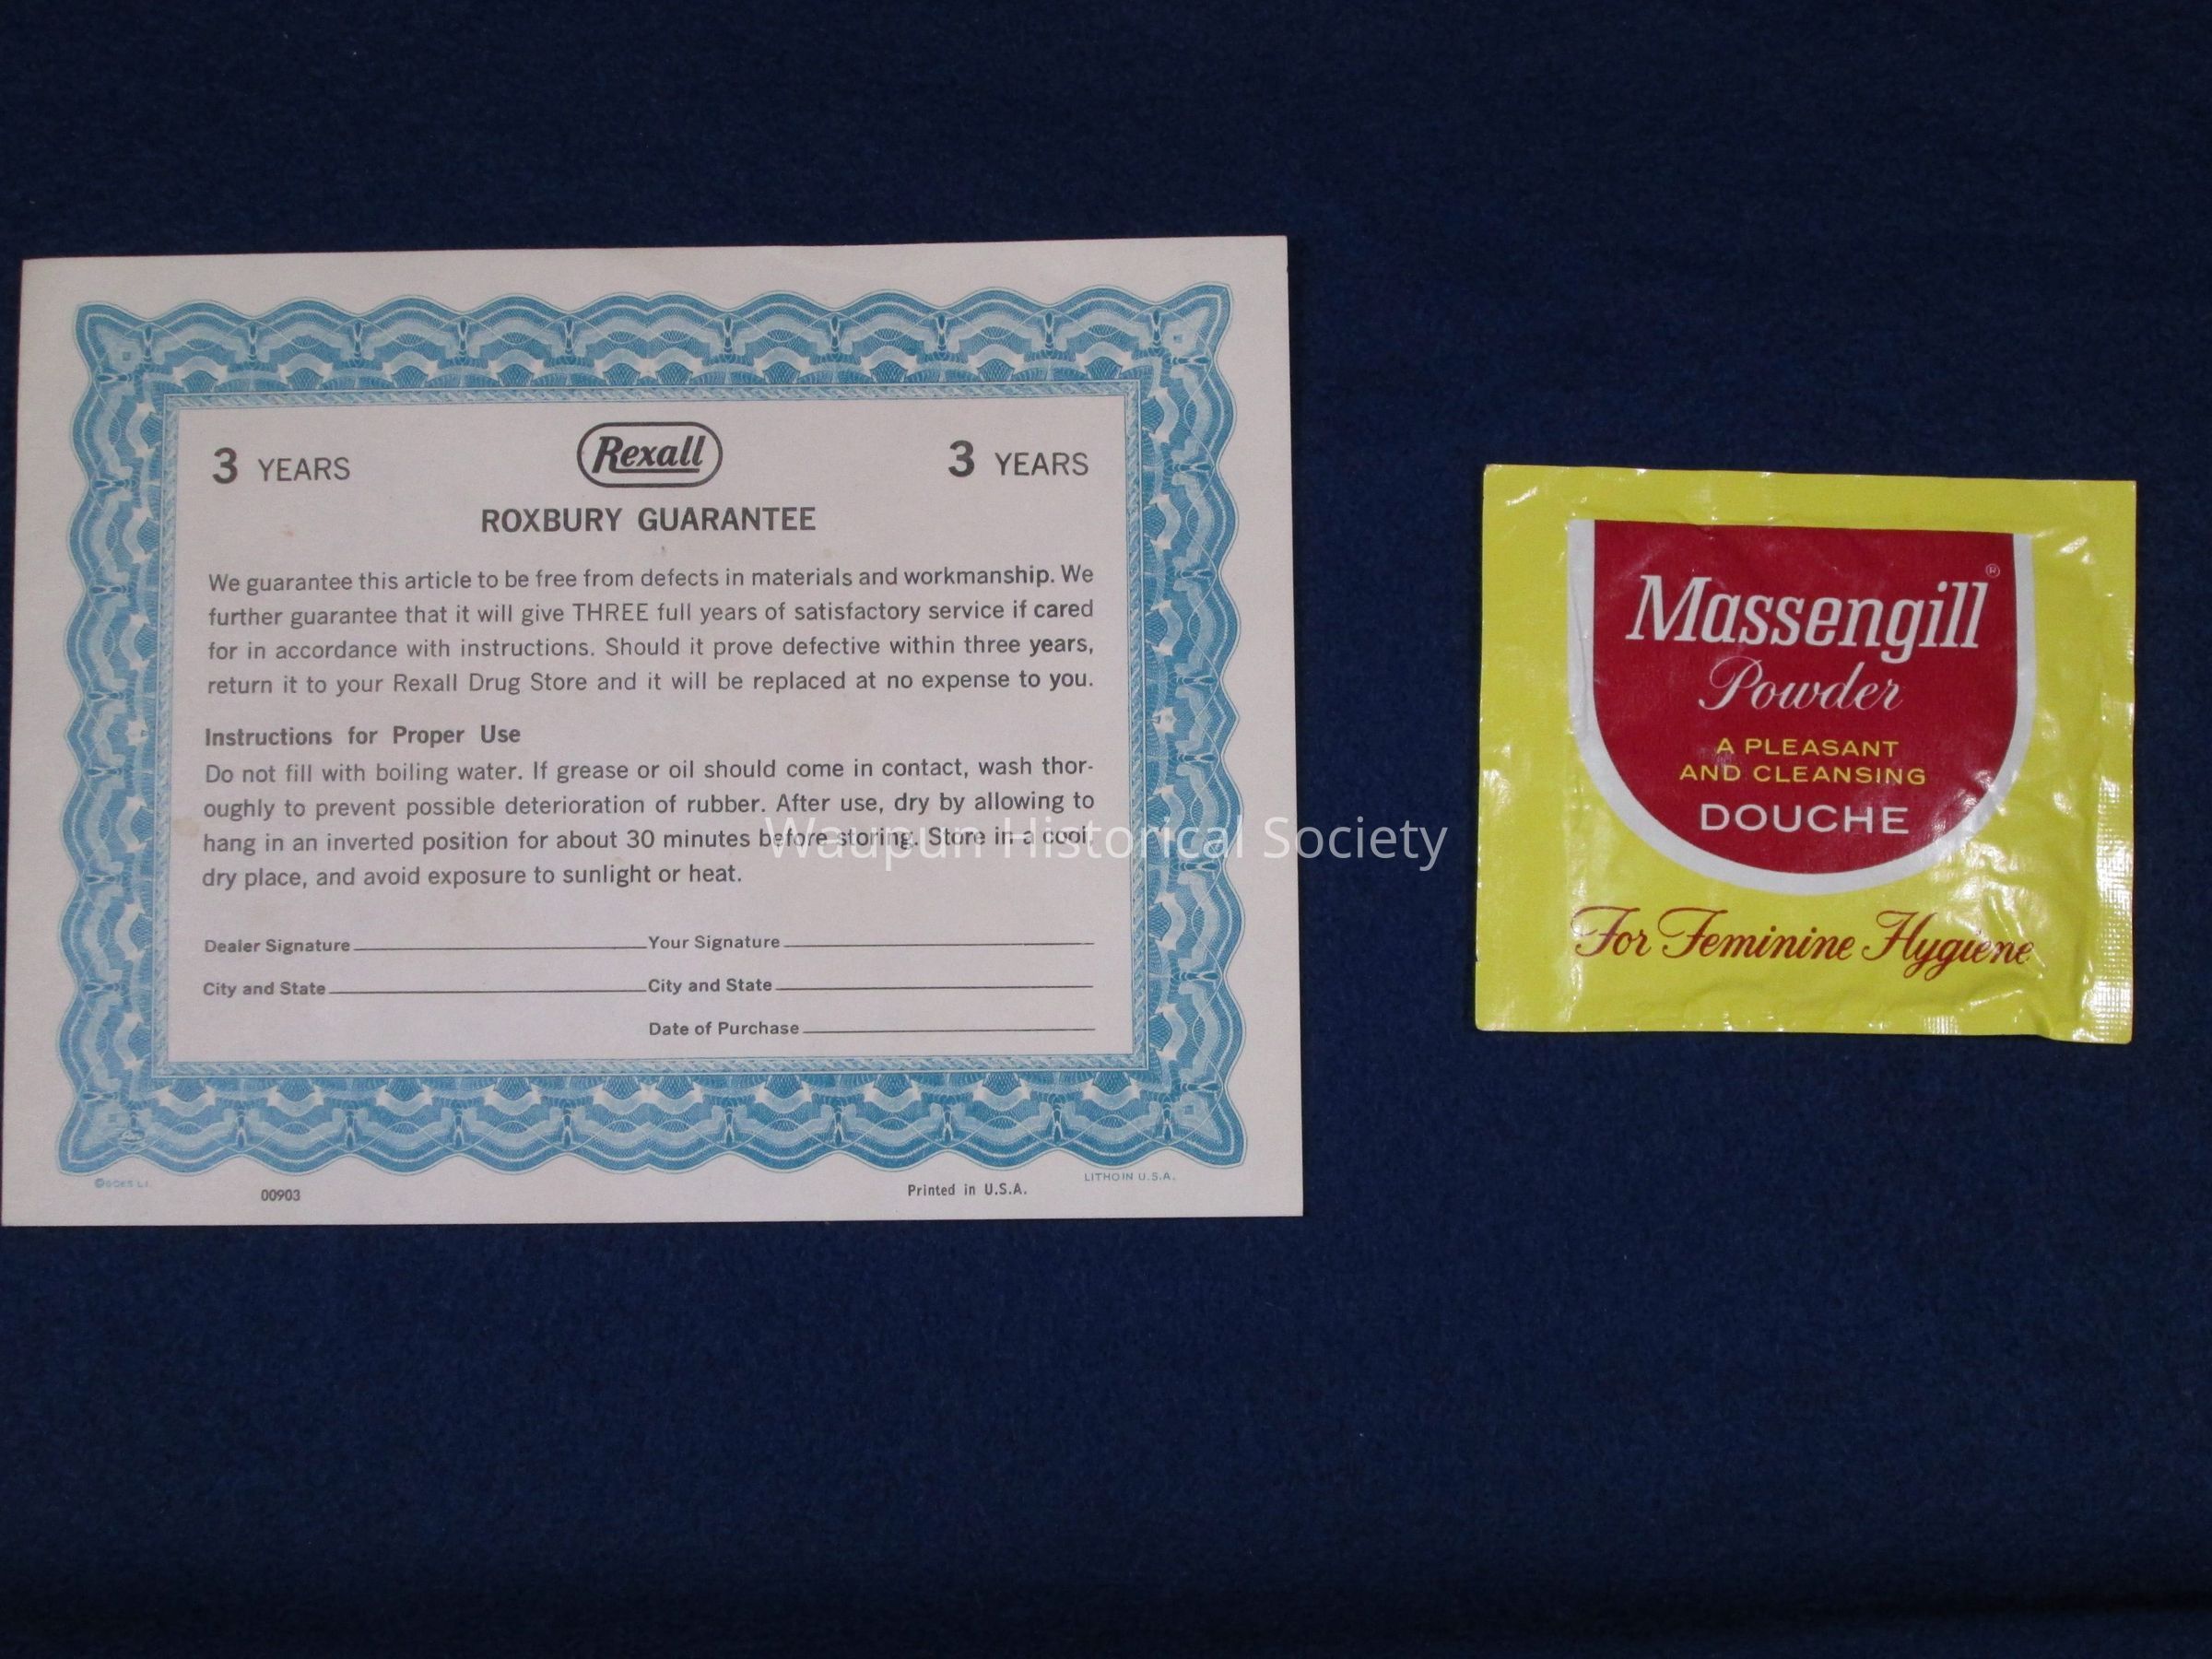 3 YEARS
Rexall
3 YEARS
ROXBURY GUARANTEE
We guarantee this article to be free from defects in materials and workmanship. We
further guarantee that it will give THREE full years of satisfactory service if cared
for in accordance with instructions. Should it prove defective within three years,
return it to your Rexall Drug Store and it will be replaced at no expense to you.
Instructions for Proper Use
Do not fill with boiling water. If grease or oil should come in contact, wash thor-
oughly to prevent possible deterioration of rubber. After use, dry by allowing to
hang in an inverted position for about 30 minutes before storing. Store in a cool,
dry place, and avoid exposure to sunlight or heat.
Dealer Signature
Your Signature
City and State
City and State
Date of Purchase
00903
Printed in U.S.A.
LITHO IN U.S.A.
Massengill®
Powder
A PLEASANT
AND CLEANSING
DOUCHE
For Feminine Hygiene
Waupun Historical Society